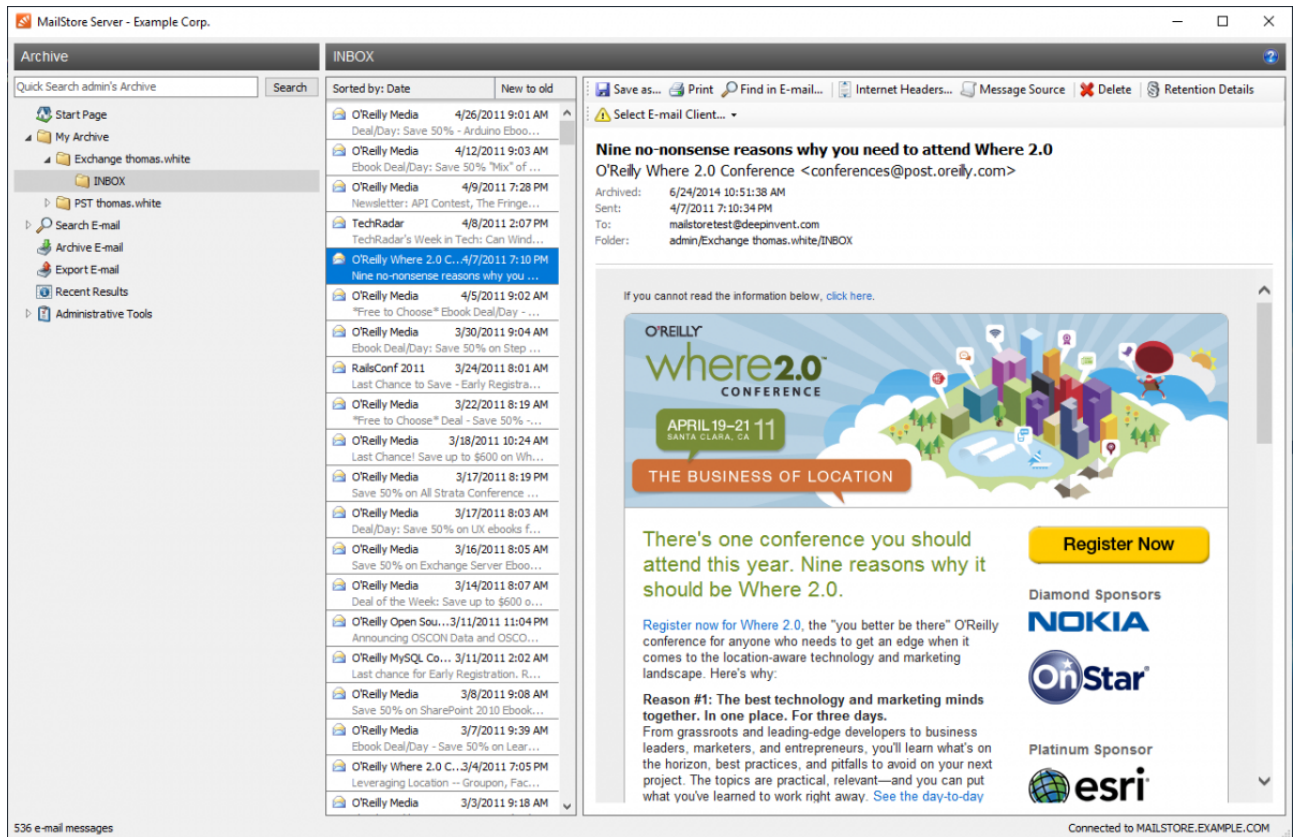 MailStore Server - Example Corp.
Archive
Quick Search admin's Archive
Search
Start Page
My Archive
Exchange thomas.white
INBOX
PST thomas.white
Search E-mail
Archive E-mail
Export E-mail
Recent Results
Administrative Tools
INBOX
Sorted by: Date
New to old
O'Reilly Media 4/26/2011 9:01 AM
Deal/Day: Save 50% - Arduino Eboo...
O'Reilly Media 4/12/2011 9:03 AM
Ebook Deal/Day: Save 50% "Mix" of ...
O'Reilly Media 4/9/2011 7:28 PM
Newsletter: API Contest, The Fringe...
TechRadar 4/8/2011 2:07 PM
TechRadar's Week in Tech: Can Wind...
O'Reilly Where 2.0 C...4/7/2011 7:10 PM
Nine no-nonsense reasons why you ...
O'Reilly Media 4/5/2011 9:02 AM
*Free to Choose* Ebook Deal/Day - ...
O'Reilly Media 3/30/2011 9:04 AM
Ebook Deal/Day: Save 50% on Step ...
RailsConf 2011 3/24/2011 8:01 AM
Last Chance to Save - Early Registra...
O'Reilly Media 3/22/2011 8:19 AM
*Free to Choose* Deal - Save 50% -...
O'Reilly Media 3/18/2011 10:24 AM
Last Chance! Save up to $600 on Wh...
O'Reilly Media 3/17/2011 8:19 PM
Save 50% on All Strata Conference ...
O'Reilly Media 3/17/2011 8:03 AM
Deal/Day: Save 50% on UX ebooks f...
O'Reilly Media 3/16/2011 8:05 AM
Save 50% on Exchange Server Eboo...
O'Reilly Media 3/14/2011 8:07 AM
Deal of the Week: Save up to $600 o...
O'Reilly Open Sou...3/11/2011 11:04 PM
Announcing OSCON Data and OSCO...
O'Reilly MySQL Co... 3/11/2011 2:02 AM
Last chance for Early Registration. R...
O'Reilly Media 3/8/2011 9:08 AM
Save 50% on SharePoint 2010 Ebook...
O'Reilly Media 3/7/2011 9:39 AM
Ebook Deal/Day - Save 50% on Lear...
O'Reilly Where 2.0 C...3/4/2011 7:05 PM
Leveraging Location -- Groupon, Fac...
O'Reilly Media 3/3/2011 9:18 AM
Save as... Print Find in E-mail... Internet Headers... Message Source Delete Retention Details
Select E-mail Client...
Nine no-nonsense reasons why you need to attend Where 2.0
O'Reilly Where 2.0 Conference <conferences@post.oreilly.com>
Archived: 6/24/2014 10:51:38 AM
Sent: 4/7/2011 7:10:34 PM
To: mailstoretest@deepinvent.com
Folder: admin/Exchange thomas.white/INBOX
If you cannot read the information below, click here.
O'REILLY
where2.0™
CONFERENCE
APRIL 19–21 11
SANTA CLARA, CA
THE BUSINESS OF LOCATION
There's one conference you should
attend this year. Nine reasons why it
should be Where 2.0.
Register now for Where 2.0, the "you better be there" O'Reilly
conference for anyone who needs to get an edge when it
comes to the location-aware technology and marketing
landscape. Here's why:
Reason #1: The best technology and marketing minds
together. In one place. For three days.
From grassroots and leading-edge developers to business
leaders, marketers, and entrepreneurs, you'll learn what's on
the horizon, best practices, and pitfalls to avoid on your next
project. The topics are practical, relevant—and you can put
what you've learned to work right away. See the day-to-day
Register Now
Diamond Sponsors
NOKIA
OnStar
Platinum Sponsor
esri
536 e-mail messages
Connected to MAILSTORE.EXAMPLE.COM